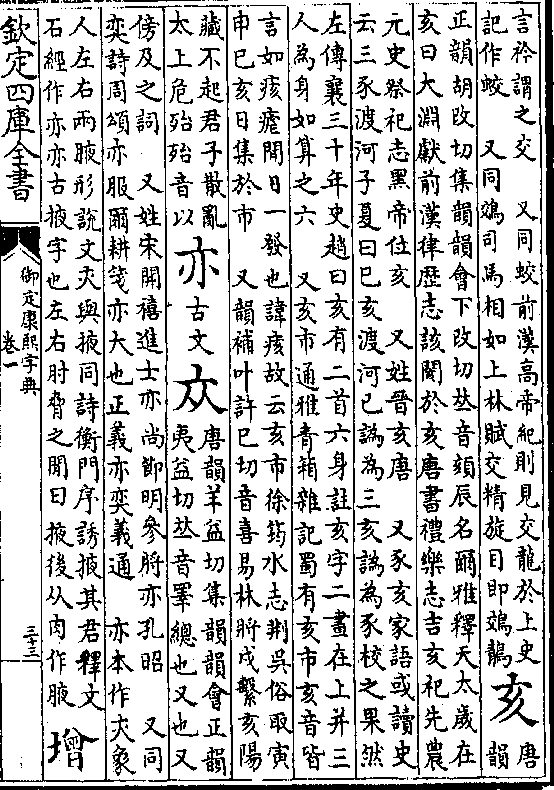 言衿謂之交　又同蛟前漢高帝紀則見交龍於上史
記作蛟　又同鵁司馬相如上林賦交精旋目即鵁鶄
亥
唐
韻
正韻胡改切集韻韻會下改切𠀤音頦辰名爾雅釋天太歲在
亥曰大淵獻前漢律歷志該閡於亥唐書禮樂志吉亥祀先農
元史祭祀志黑帝位亥　又姓晉亥唐　又豕亥家語或讀史
云三豕渡河子夏曰巳亥渡河巳譌為三亥譌為豕校之果然
左傳襄三十年史趙曰亥有二首六身註亥字二畫在上并三
人為身如算之六　又亥市通雅青箱雜記蜀有亥市亥音皆
言如痎瘧間日一發也諱痎故云亥市徐筠水志荆吳俗取寅
申巳亥日集於市　又韻補叶許巳切音喜易林將戍繫亥陽
藏不起君子散亂
太上危殆殆音以
亦
古文
唐韻羊益切集韻韻會正韻
夷益切𠀤音睪總也又也又
傍及之詞　又姓宋開禧進士亦尚節明參將亦孔昭　又同
奕詩周頌亦服爾耕箋亦大也正義亦奕義通　亦本作夾象
人左右兩腋形說文夾與掖同詩衡門序誘掖其君釋文
石經作亦亦古掖字也左右肘脅之間曰掖後从肉作腋
增
欽定四庫全書
御定康熙字典
卷一
三十三